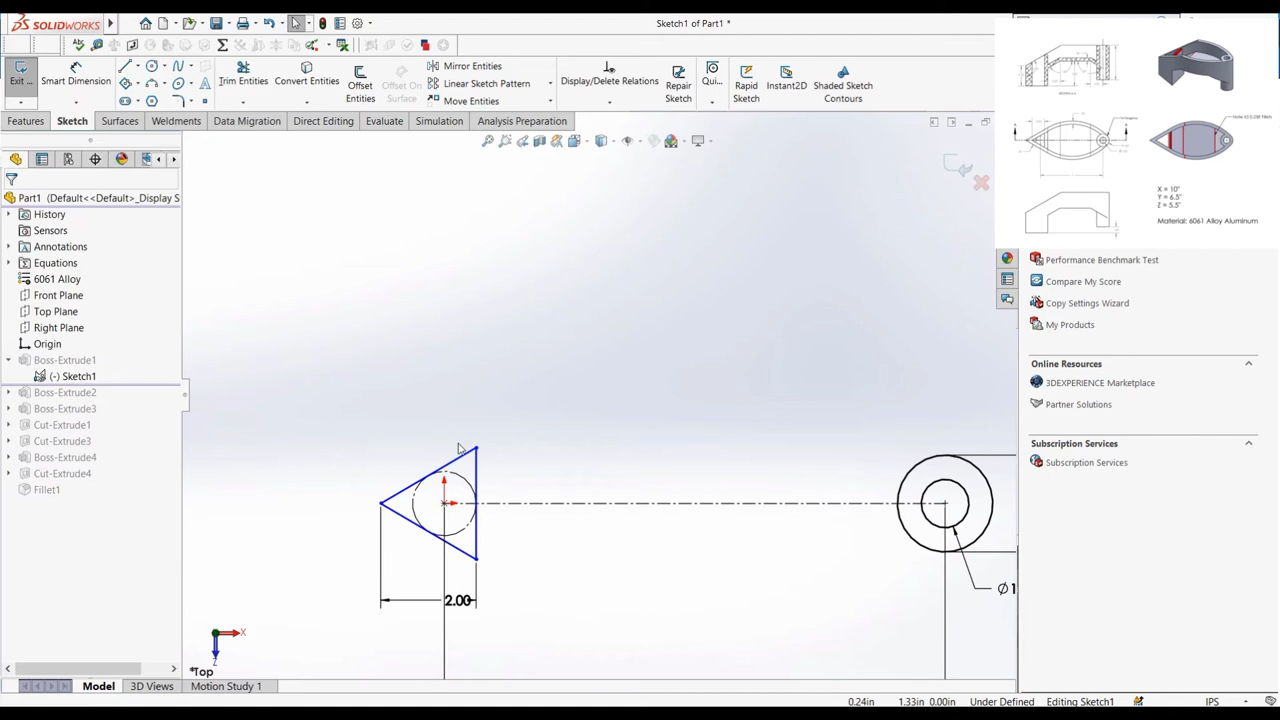 SOLIDWORKS
Sketch1 of Part1 *
Exit ...
Smart Dimension
Trim Entities
Convert Entities
Offset Entities
Offset On Surface
Mirror Entities
Linear Sketch Pattern
Move Entities
Display/Delete Relations
Repair Sketch
Qui...
Rapid Sketch
Instant2D
Shaded Sketch Contours
Features
Sketch
Surfaces
Weldments
Data Migration
Direct Editing
Evaluate
Simulation
Analysis Preparation
Part1 (Default<<Default>_Display S
History
Sensors
Annotations
Equations
6061 Alloy
Front Plane
Top Plane
Right Plane
Origin
Boss-Extrude1
(-) Sketch1
Boss-Extrude2
Boss-Extrude3
Cut-Extrude1
Cut-Extrude3
Boss-Extrude4
Cut-Extrude4
Fillet1
2.00
Ø1
X
Z
*Top
X = 10"
Y = 6.5"
Z = 5.5"
Material: 6061 Alloy Aluminum
Performance Benchmark Test
Compare My Score
Copy Settings Wizard
My Products
Online Resources
3DEXPERIENCE Marketplace
Partner Solutions
Subscription Services
Subscription Services
Model
3D Views
Motion Study 1
0.24in
1.33in 0.00in
Under Defined
Editing Sketch1
IPS